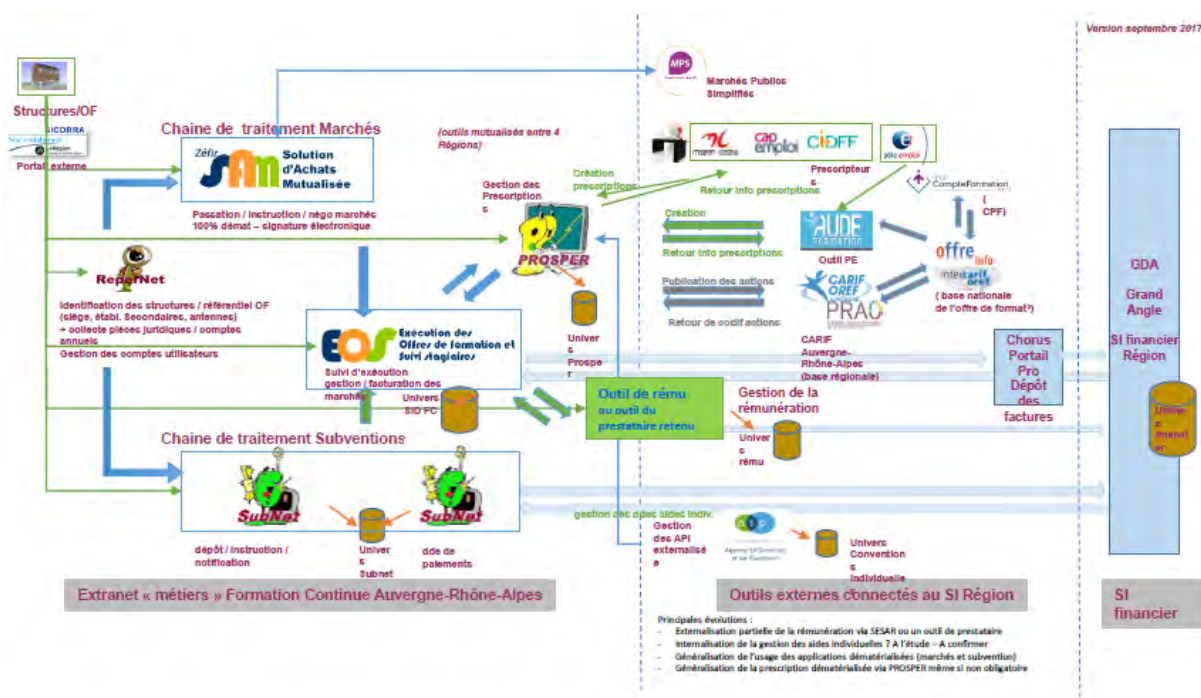 Version septembre 2017
Structures/OF
SICORRA
Portail externe
Chaine de traitement Marchés
Zéfir
SAM
Solution
d'Achats
Mutualisée
Passation / instruction / négo marchés
100% démat – signature électronique
(outils mutualisés entre 4
Régions)
Gestion des
Prescription
s
PROSPER
Création
prescriptions
Retour info prescriptions
MPS
Marchés Publics
Simplifiés
cap
emploi
CIDFF
pôle emploi
Prescripteur
s
CompteFormation
(
CPF)
Création
Retour info prescriptions
AUDE
FORMATION
Outil PE
Publication des actions
Retour de codif actions
CARIF
OREF
PRAO
offre
info
intercarif
oref
( base nationale
de l'offre de format°)
CARIF
Auvergne-
Rhône-Alpes
(base régionale)
ReperNet
Identification des structures / référentiel OF
(siège, établ. Secondaires, antennes)
+ collecte pièces juridiques / comptes
annuels
Gestion des comptes utilisateurs
EOS
Exécution des
Offres de formation et
Suivi stagiaires
Suivi d'exécution
gestion / facturation des
marchés
Univers
SID FC
Univer
s
Prospe
r
Outil de rému
ou outil du
prestataire retenu
Gestion de la
rémunération
Univer
s
rému
Chorus
Portail
Pro
Dépôt
des
factures
GDA
Grand
Angle
SI financier
Région
Chaine de traitement Subventions
SubNet
SubNet
dépôt / instruction /
notification
Univer
s
Subnet
dde de
paiements
gestion des aides aides indiv.
Gestion
des API
externalisé
e
asp
Univers
Convention
s
individuelle
s
Extranet « métiers » Formation Continue Auvergne-Rhône-Alpes
Outils externes connectés au SI Région
SI
financier
Principales évolutions :
- Externalisation partielle de la rémunération via SESAR ou un outil de prestataire
- Internalisation de la gestion des aides individuelles ? A l'étude – A confirmer
- Généralisation de l'usage des applications dématérialisées (marchés et subvention)
- Généralisation de la prescription dématérialisée via PROSPER même si non obligatoire